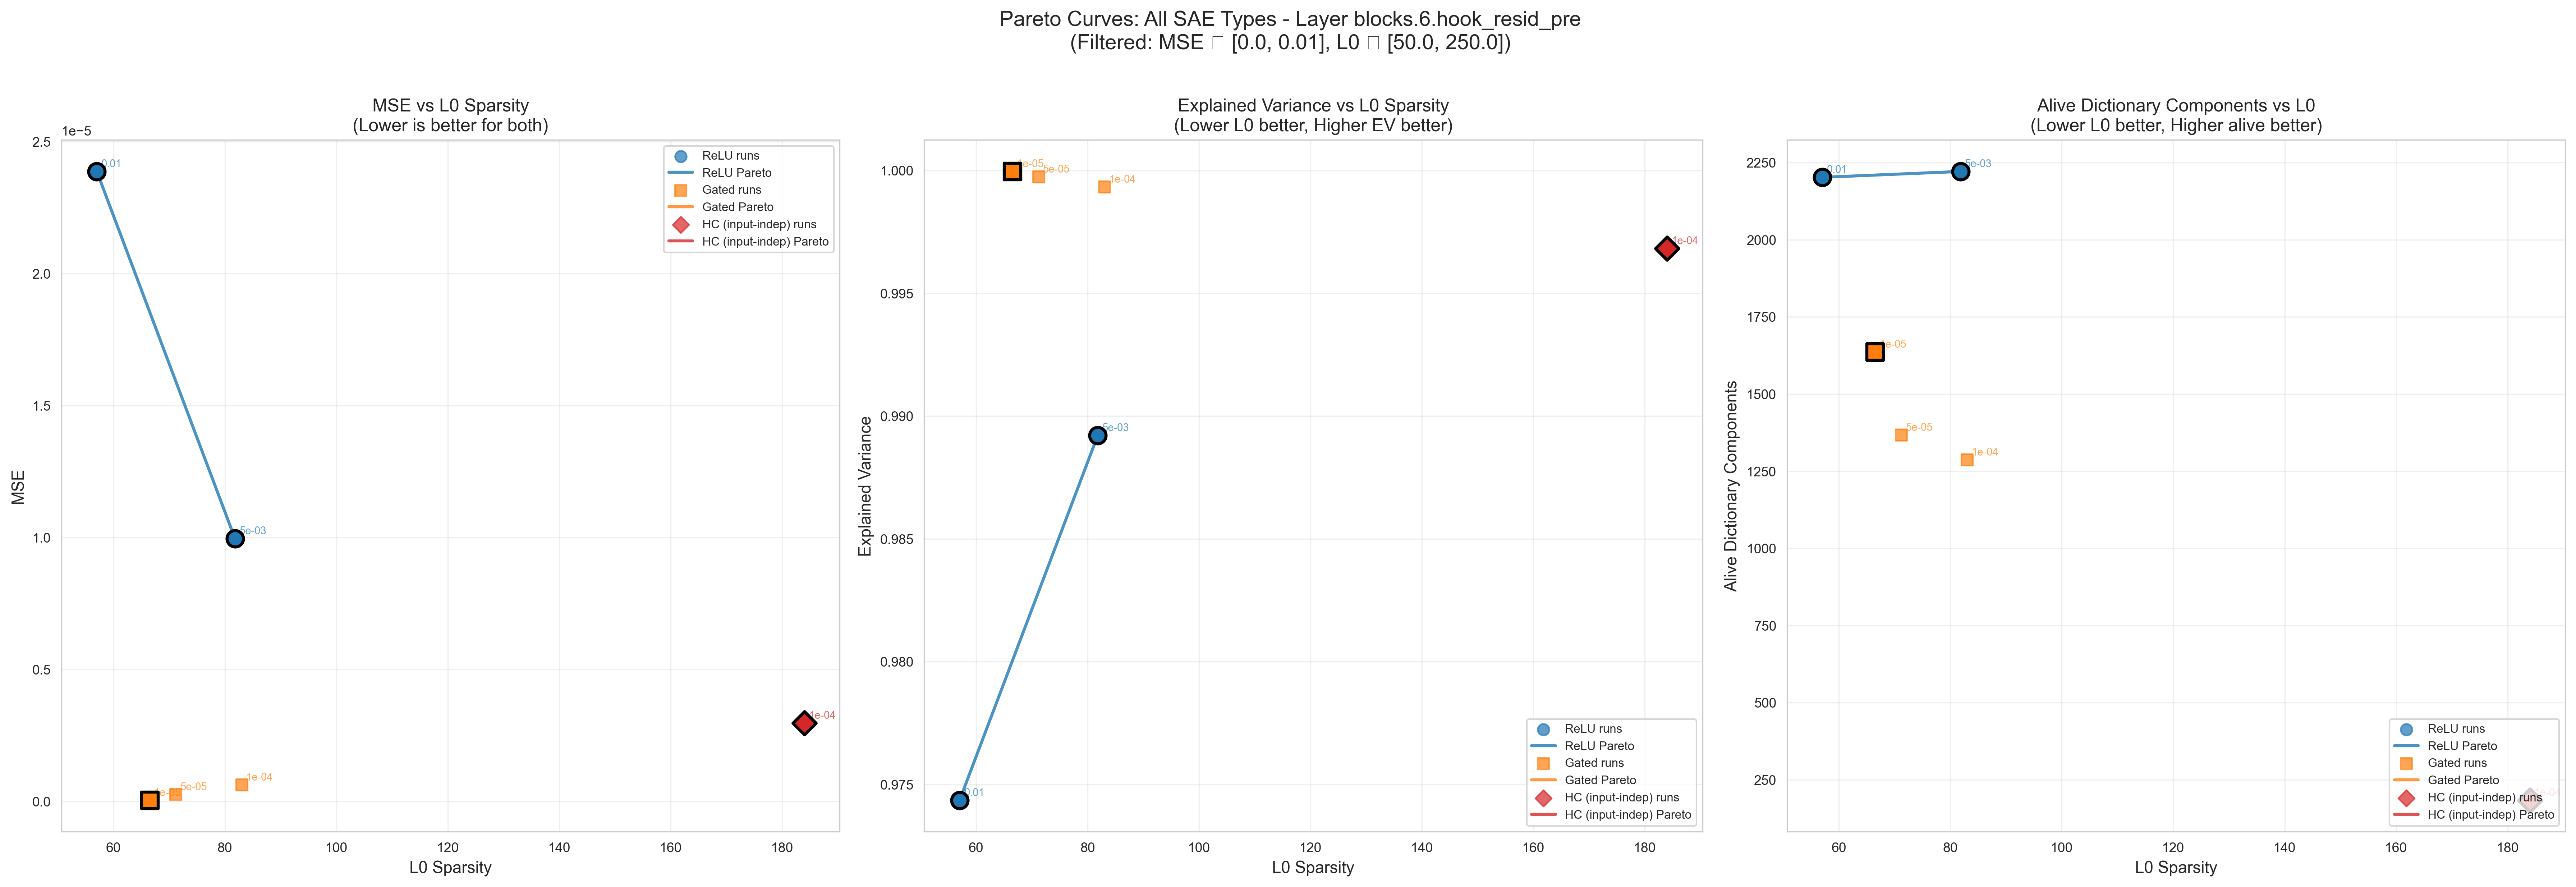 Pareto Curves: All SAE Types - Layer blocks.6.hook_resid_pre
(Filtered: MSE □ [0.0, 0.01], L0 □ [50.0, 250.0])
MSE vs L0 Sparsity
(Lower is better for both)
1e−5
2.5
2.0
1.5
1.0
0.5
0.0
MSE
0.01
5e-03
5e-05
1e-04
1e-04
ReLU runs
ReLU Pareto
Gated runs
Gated Pareto
HC (input-indep) runs
HC (input-indep) Pareto
60
80
100
120
140
160
180
L0 Sparsity
Explained Variance vs L0 Sparsity
(Lower L0 better, Higher EV better)
1.000
0.995
0.990
0.985
0.980
0.975
Explained Variance
1e-05
5e-05
1e-04
1e-04
5e-03
0.01
ReLU runs
ReLU Pareto
Gated runs
Gated Pareto
HC (input-indep) runs
HC (input-indep) Pareto
60
80
100
120
140
160
180
L0 Sparsity
Alive Dictionary Components vs L0
(Lower L0 better, Higher alive better)
2250
2000
1750
1500
1250
1000
750
500
250
Alive Dictionary Components
0.01
5e-03
1e-05
5e-05
1e-04
ReLU runs
ReLU Pareto
Gated runs
Gated Pareto
HC (input-indep) runs
HC (input-indep) Pareto
60
80
100
120
140
160
180
L0 Sparsity